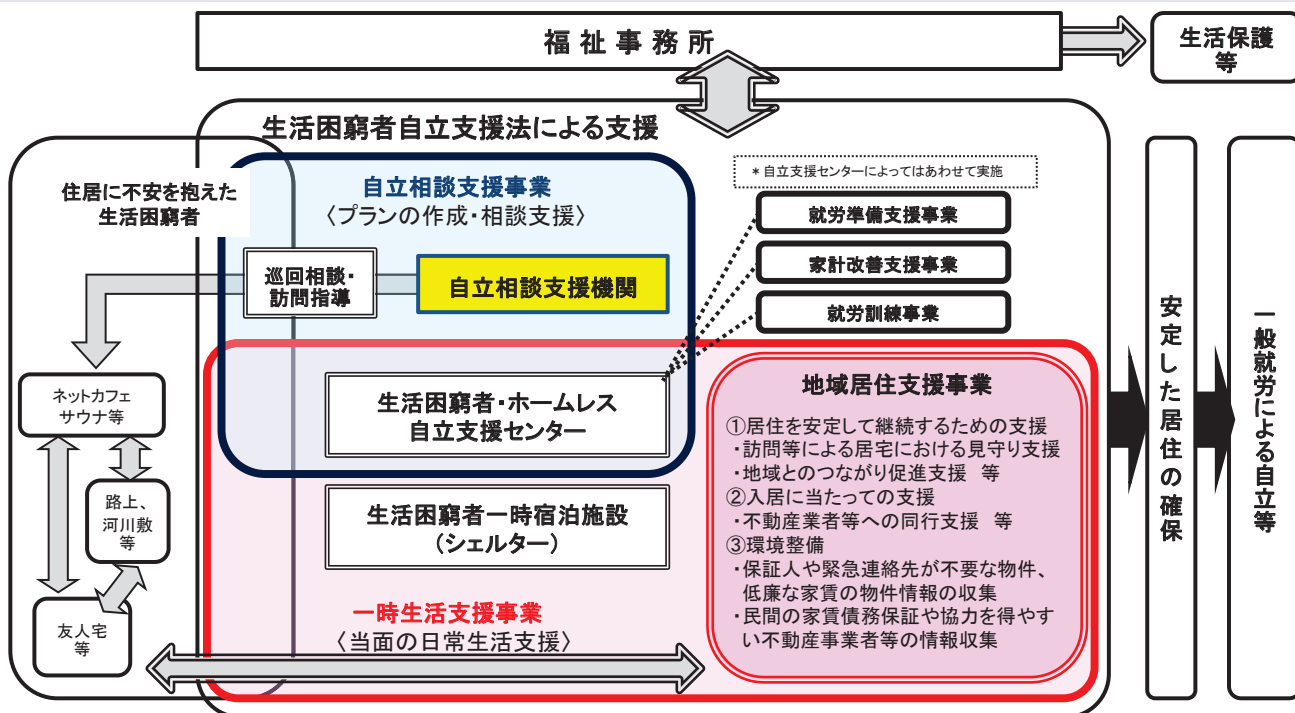 福祉事務所
生活保護
等
生活困窮者自立支援法による支援
住居に不安を抱えた
生活困窮者
自立相談支援事業
〈プランの作成・相談支援〉
巡回相談・
訪問指導
自立相談支援機関
＊自立支援センターによってはあわせて実施
就労準備支援事業
家計改善支援事業
就労訓練事業
ネットカフェ
サウナ等
路上、
河川敷
等
友人宅
等
生活困窮者・ホームレス
自立支援センター
生活困窮者一時宿泊施設
(シェルター)
一時生活支援事業
〈当面の日常生活支援〉
地域居住支援事業
①居住を安定して継続するための支援
・訪問等による居宅における見守り支援
・地域とのつながり促進支援 等
②入居に当たっての支援
・不動産業者等への同行支援 等
③環境整備
・保証人や緊急連絡先が不要な物件、
低廉な家賃の物件情報の収集
・民間の家賃債務保証や協力を得やす
い不動産事業者等の情報収集
安定した居住の確保
一般就労による自立等